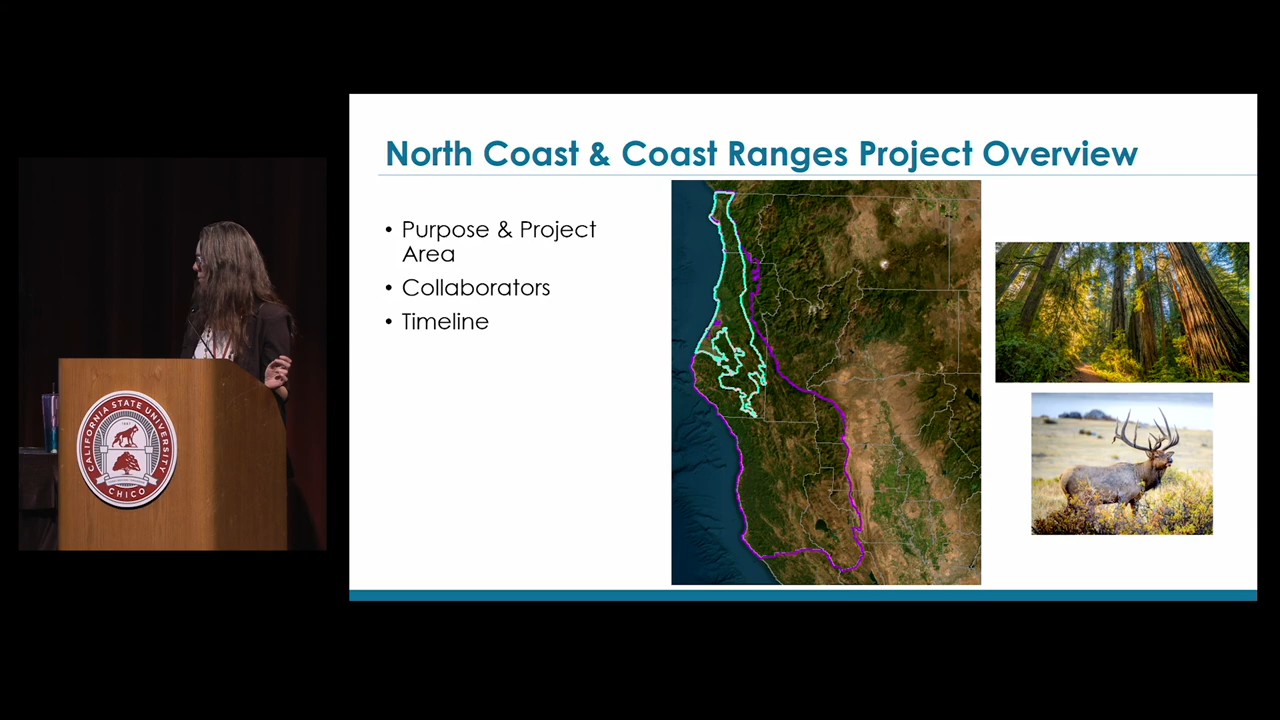 North Coast & Coast Ranges Project Overview
• Purpose & Project
Area
• Collaborators
• Timeline
CALIFORNIA STATE UNIVERSITY
CHICO